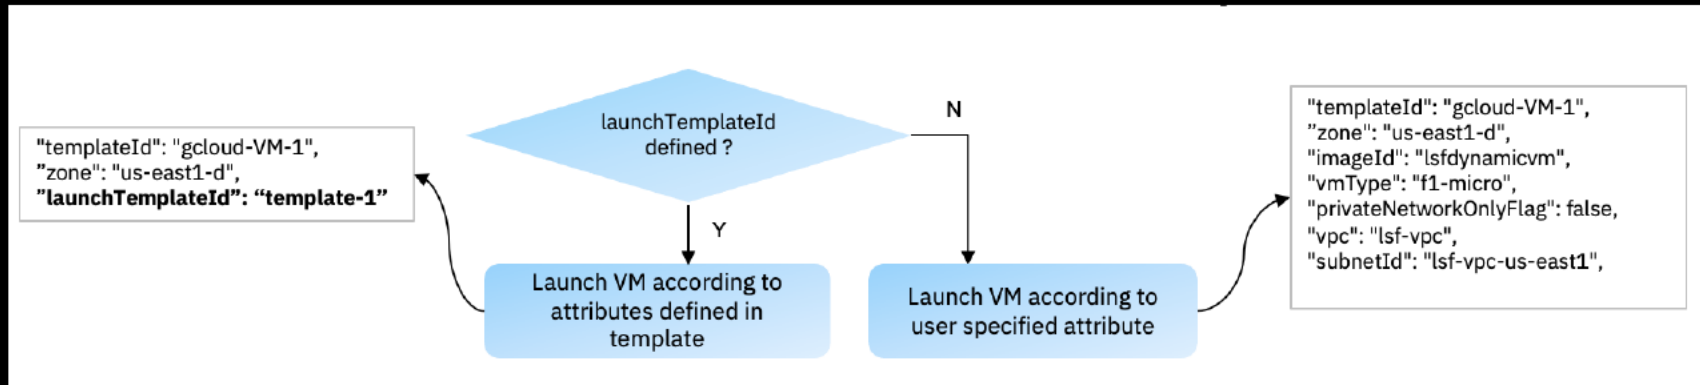 launchTemplateId
defined ?
N
Y
"templateId": "gcloud-VM-1",
”zone": "us-east1-d",
”launchTemplateId”: “template-1”
Launch VM according to
attributes defined in
template
Launch VM according to
user specified attribute
"templateId": "gcloud-VM-1",
”zone": "us-east1-d",
"imageId": "lsfdynamicvm",
"vmType": "f1-micro",
"privateNetworkOnlyFlag": false,
"vpc": "lsf-vpc",
"subnetId": "lsf-vpc-us-east1",